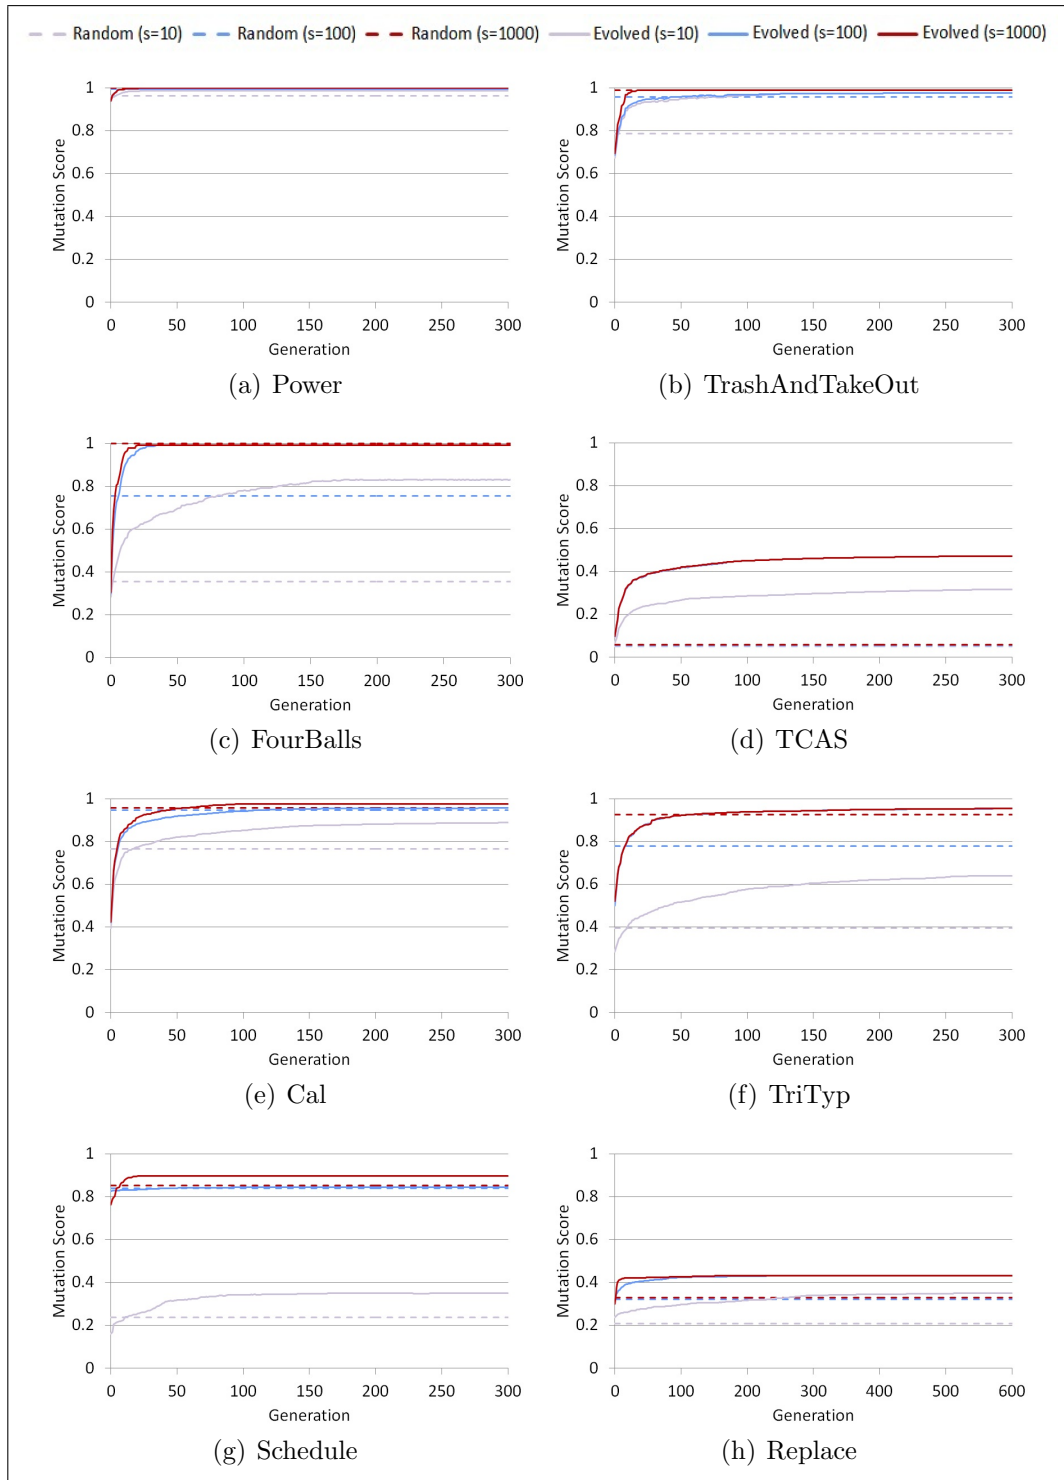 Random (s=10) Random (s=100) Random (s=1000) Evolved (s=10) Evolved (s=100) Evolved (s=1000)
1
0.8
0.6
0.4
0.2
0
Mutation Score
0 50 100 150 200 250 300
Generation
(a) Power
1
0.8
0.6
0.4
0.2
0
Mutation Score
0 50 100 150 200 250 300
Generation
(b) TrashAndTakeOut
1
0.8
0.6
0.4
0.2
0
Mutation Score
0 50 100 150 200 250 300
Generation
(c) FourBalls
1
0.8
0.6
0.4
0.2
0
Mutation Score
0 50 100 150 200 250 300
Generation
(d) TCAS
1
0.8
0.6
0.4
0.2
0
Mutation Score
0 50 100 150 200 250 300
Generation
(e) Cal
1
0.8
0.6
0.4
0.2
0
Mutation Score
0 50 100 150 200 250 300
Generation
(f) TriTyp
1
0.8
0.6
0.4
0.2
0
Mutation Score
0 50 100 150 200 250 300
Generation
(g) Schedule
1
0.8
0.6
0.4
0.2
0
Mutation Score
0 100 200 300 400 500 600
Generation
(h) Replace